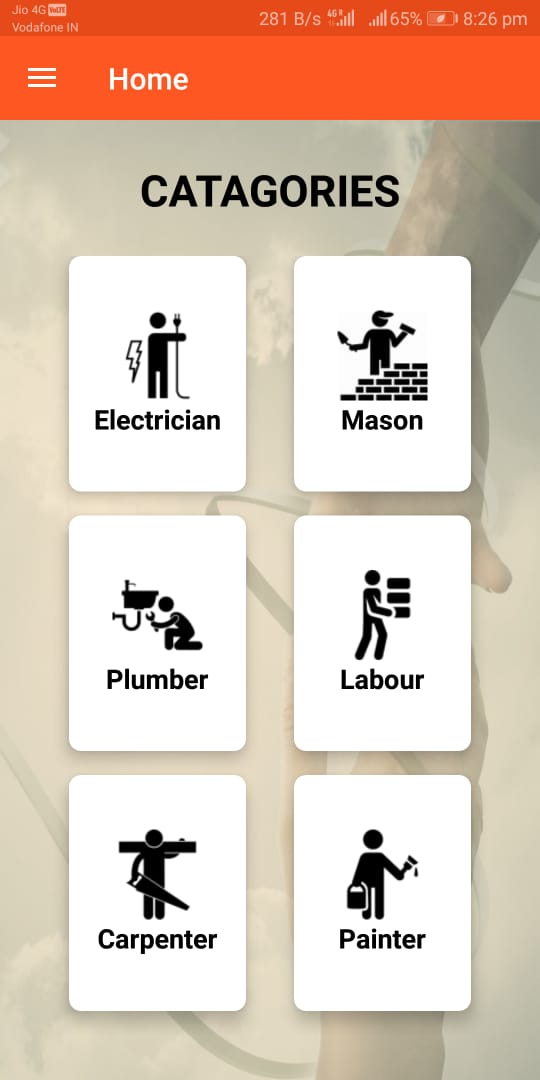 Jio 4G VoLTE
Vodafone IN
281 B/s 4G R 65% 8:26 pm
Home
CATAGORIES
Electrician
Mason
Plumber
Labour
Carpenter
Painter